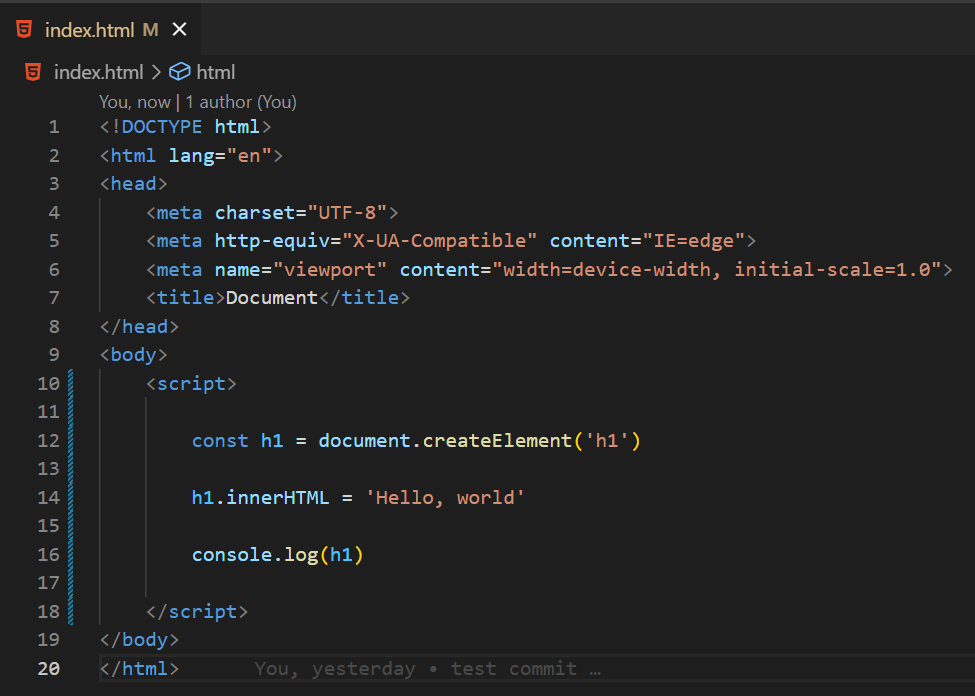 index.html M
index.html > html
You, now | 1 author (You)
1 <!DOCTYPE html>
2 <html lang="en">
3 <head>
4 <meta charset="UTF-8">
5 <meta http-equiv="X-UA-Compatible" content="IE=edge">
6 <meta name="viewport" content="width=device-width, initial-scale=1.0">
7 <title>Document</title>
8 </head>
9 <body>
10 <script>
11
12 const h1 = document.createElement('h1')
13
14 h1.innerHTML = 'Hello, world'
15
16 console.log(h1)
17
18 </script>
19 </body>
20 </html> You, yesterday • test commit …